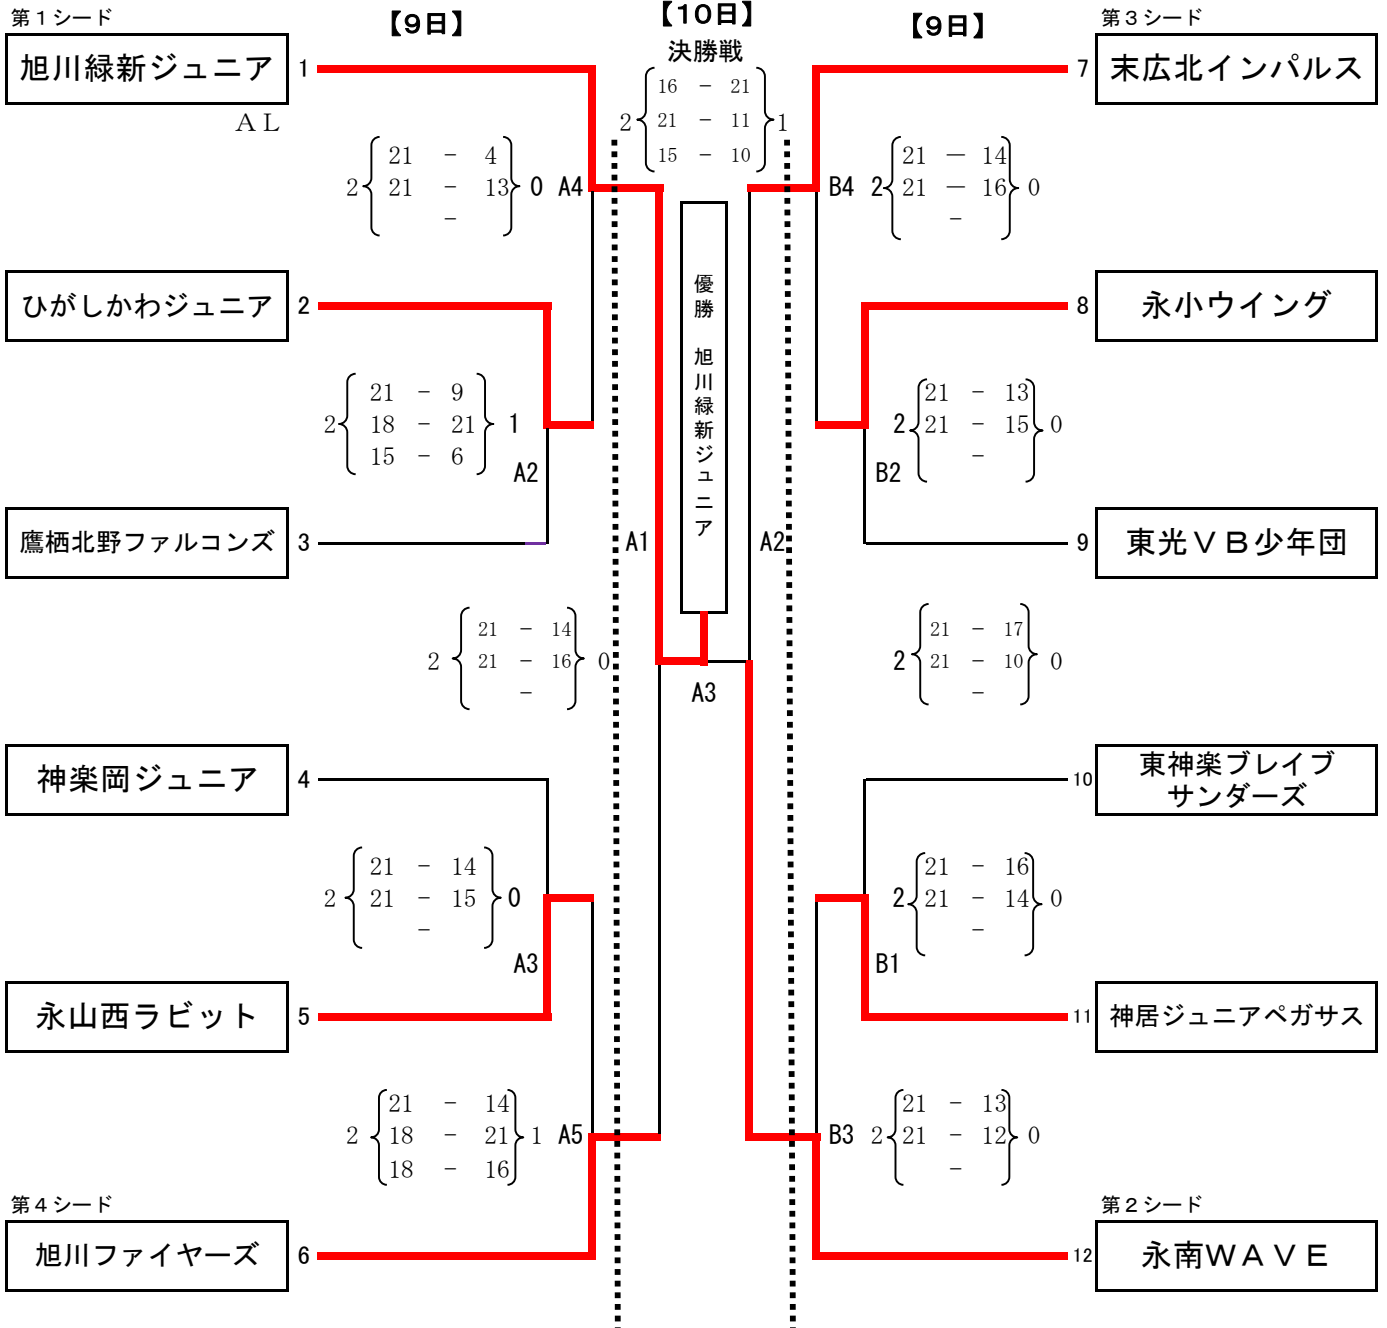 第１シード
【9日】
【10日】
【9日】
第３シード
決勝戦
旭川緑新ジュニア 1
7 末広北インパルス
ＡＬ
16 － 21
2 21 － 11 1
15 － 10
21 － 4
2 21 － 13 0 A4
－
21 － 14
B4 2 21 － 16 0
－
ひがしかわジュニア 2
8 永小ウイング
優勝 旭川緑新ジュニア
21 － 9
2 18 － 21 1
15 － 6
A2
21 － 13
2 21 － 15 0
－
B2
鷹栖北野ファルコンズ 3
A1
A2
9 東光ＶＢ少年団
21 － 14
2 21 － 16 0
－
21 － 17
2 21 － 10 0
－
A3
神楽岡ジュニア 4
10 東神楽ブレイブ
サンダーズ
21 － 14
2 21 － 15 0
－
A3
21 － 16
2 21 － 14 0
－
B1
永山西ラビット 5
11 神居ジュニアペガサス
21 － 14
2 18 － 21 1 A5
18 － 16
21 － 13
B3 2 21 － 12 0
－
第４シード
第２シード
旭川ファイヤーズ 6
12 永南ＷＡＶＥ